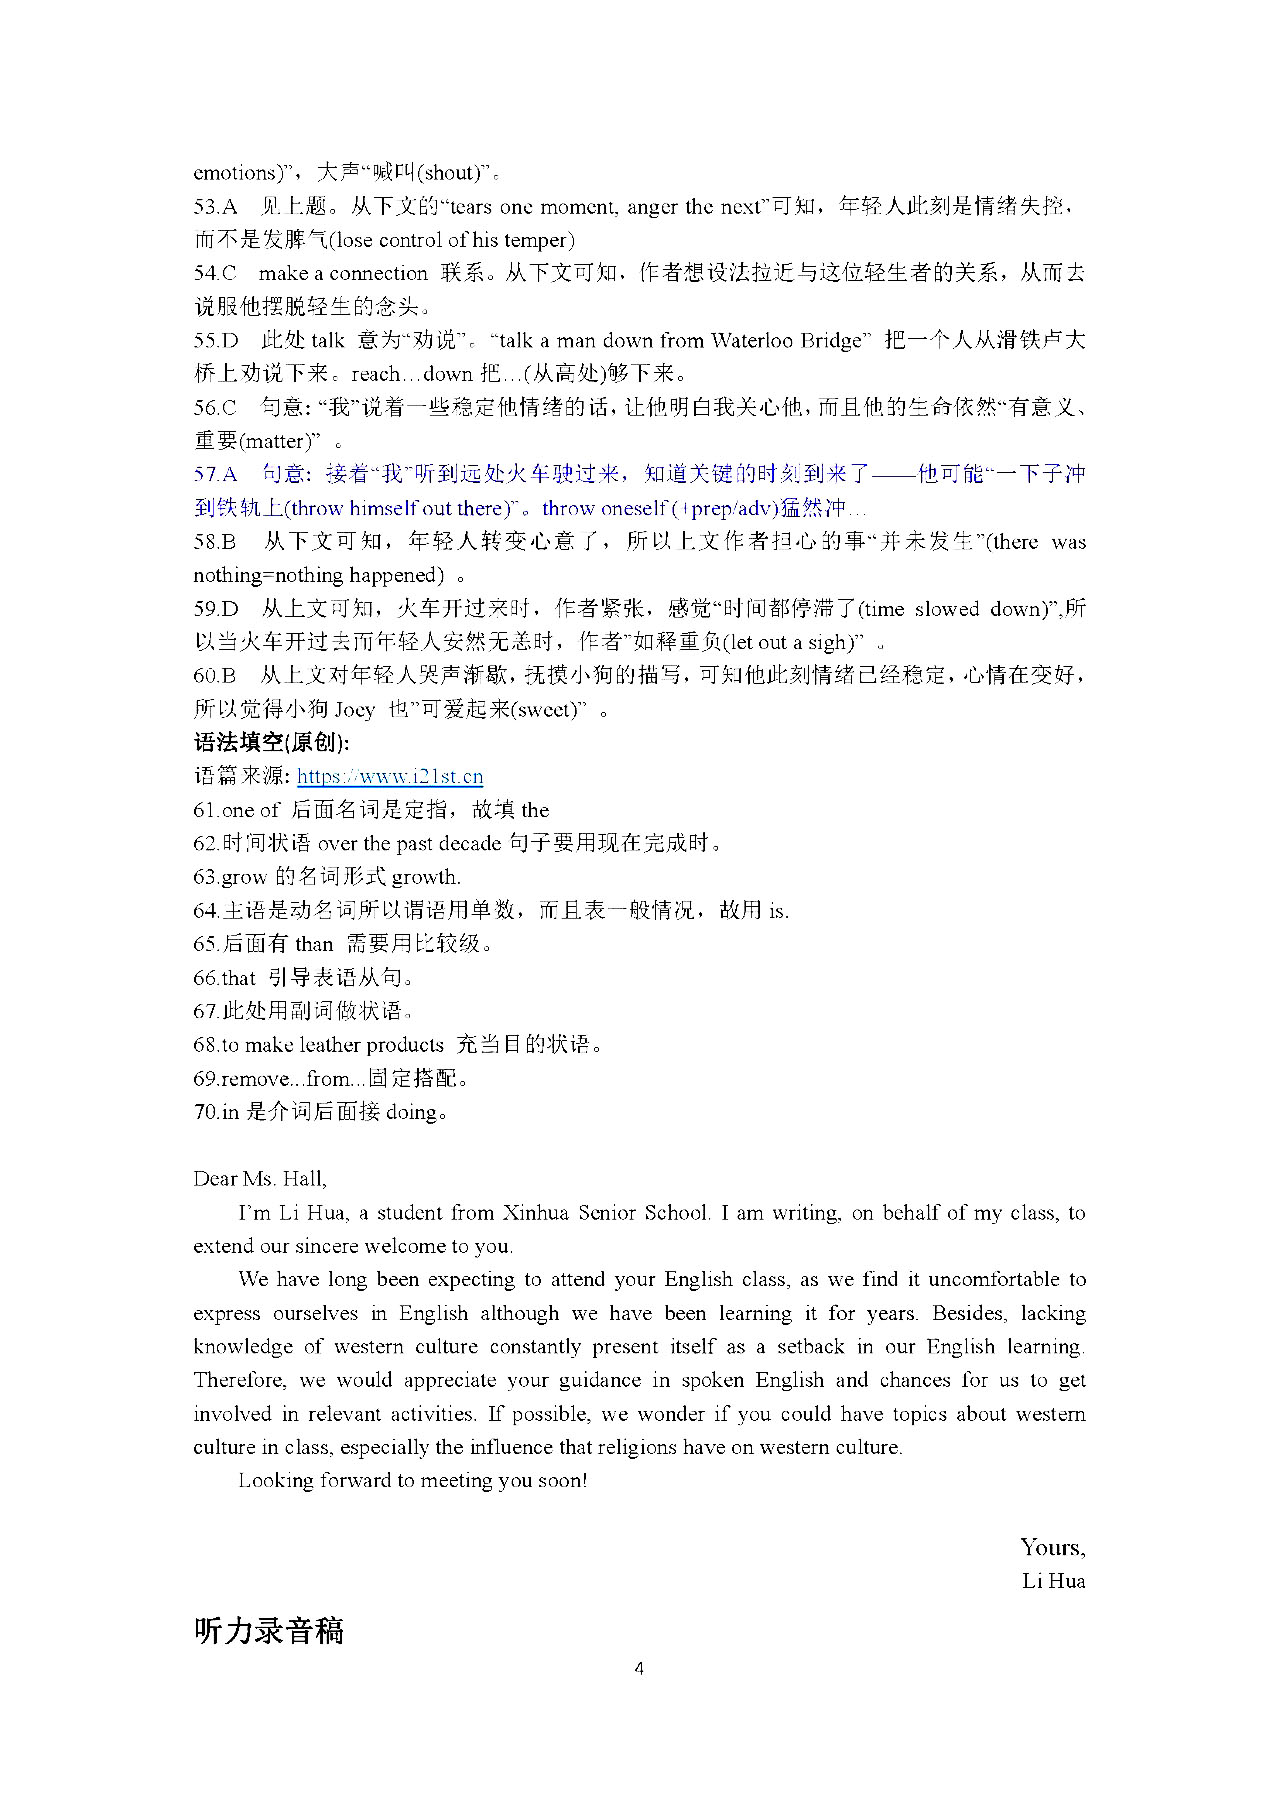 emotions)”，大声“喊叫(shout)”。
53.A 见上题。从下文的“tears one moment, anger the next”可知，年轻人此刻是情绪失控，
而不是发脾气(lose control of his temper)
54.C make a connection 联系。从下文可知，作者想设法拉近与这位轻生者的关系，从而去
说服他摆脱轻生的念头。
55.D 此处 talk 意为“劝说”。“talk a man down from Waterloo Bridge” 把一个人从滑铁卢大
桥上劝说下来。reach…down 把…(从高处)够下来。
56.C 句意: “我”说着一些稳定他情绪的话，让他明白我关心他，而且他的生命依然“有意义、
重要(matter)” 。
57.A 句意: 接着“我”听到远处火车驶过来，知道关键的时刻到来了——他可能“一下子冲
到铁轨上(throw himself out there)”。throw oneself (+prep/adv)猛然冲…
58.B 从下文可知，年轻人转变心意了，所以上文作者担心的事“并未发生”(there was
nothing=nothing happened) 。
59.D 从上文可知，火车开过来时，作者紧张，感觉“时间都停滞了(time slowed down)”,所
以当火车开过去而年轻人安然无恙时，作者”如释重负(let out a sigh)” 。
60.B 从上文对年轻人哭声渐歇，抚摸小狗的描写，可知他此刻情绪已经稳定，心情在变好，
所以觉得小狗 Joey 也”可爱起来(sweet)” 。
语法填空(原创):
语篇来源: https://www.i21st.cn
61.one of 后面名词是定指，故填 the
62.时间状语 over the past decade 句子要用现在完成时。
63.grow 的名词形式 growth.
64.主语是动名词所以谓语用单数，而且表一般情况，故用 is.
65.后面有 than 需要用比较级。
66.that 引导表语从句。
67.此处用副词做状语。
68.to make leather products 充当目的状语。
69.remove...from...固定搭配。
70.in 是介词后面接 doing。
Dear Ms. Hall,
I’m Li Hua, a student from Xinhua Senior School. I am writing, on behalf of my class, to
extend our sincere welcome to you.
We have long been expecting to attend your English class, as we find it uncomfortable to
express ourselves in English although we have been learning it for years. Besides, lacking
knowledge of western culture constantly present itself as a setback in our English learning.
Therefore, we would appreciate your guidance in spoken English and chances for us to get
involved in relevant activities. If possible, we wonder if you could have topics about western
culture in class, especially the influence that religions have on western culture.
Looking forward to meeting you soon!
Yours,
Li Hua
听力录音稿
4